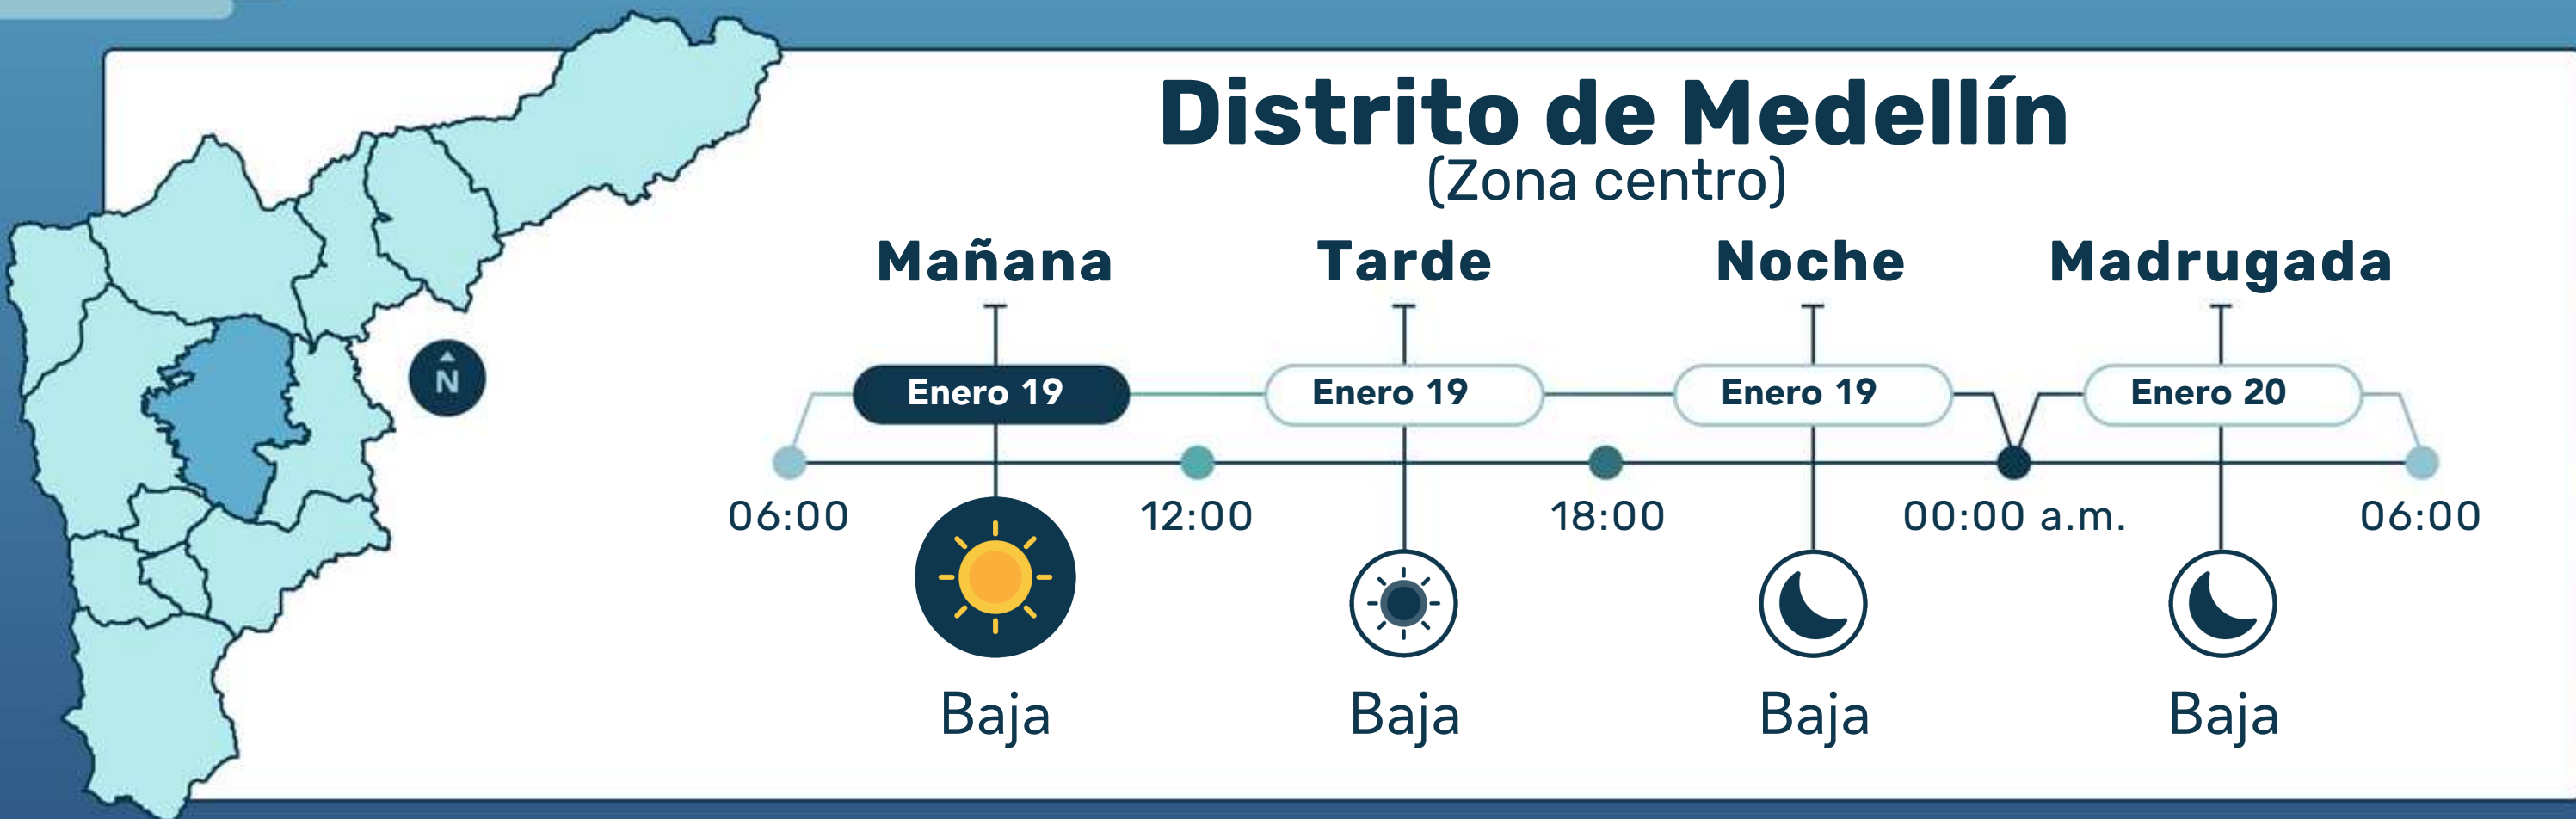 Distrito de Medellín
(Zona centro)
Mañana Tarde Noche Madrugada
Enero 19 Enero 19 Enero 19 Enero 20
N
06:00 12:00 18:00 00:00 a.m. 06:00
Baja Baja Baja Baja